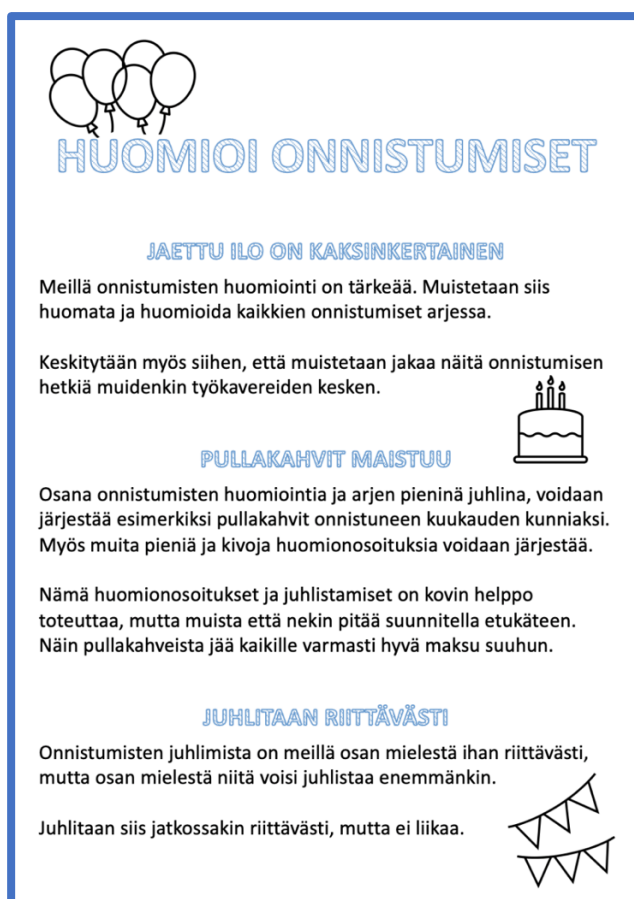 HUOMIOI ONNISTUMISET
JAETTU ILO ON KAKSINKERTAINEN
Meillä onnistumisten huomiointi on tärkeää. Muistetaan siis
huomata ja huomioida kaikkien onnistumiset arjessa.
Keskitytään myös siihen, että muistetaan jakaa näitä onnistumisen
hetkiä muidenkin työkavereiden kesken.
PULLAKAHVIT MAISTUU
Osana onnistumisten huomiointia ja arjen pieninä juhlina, voidaan
järjestää esimerkiksi pullakahvit onnistuneen kuukauden kunniaksi.
Myös muita pieniä ja kivoja huomionosoituksia voidaan järjestää.
Nämä huomionosoitukset ja juhlistamiset on kovin helppo
toteuttaa, mutta muista että nekin pitää suunnitella etukäteen.
Näin pullakahveista jää kaikille varmasti hyvä maksu suuhun.
JUHLITAAN RIITTÄVÄSTI
Onnistumisten juhlimista on meillä osan mielestä ihan riittävästi,
mutta osan mielestä niitä voisi juhlistaa enemmänkin.
Juhlitaan siis jatkossakin riittävästi, mutta ei liikaa.